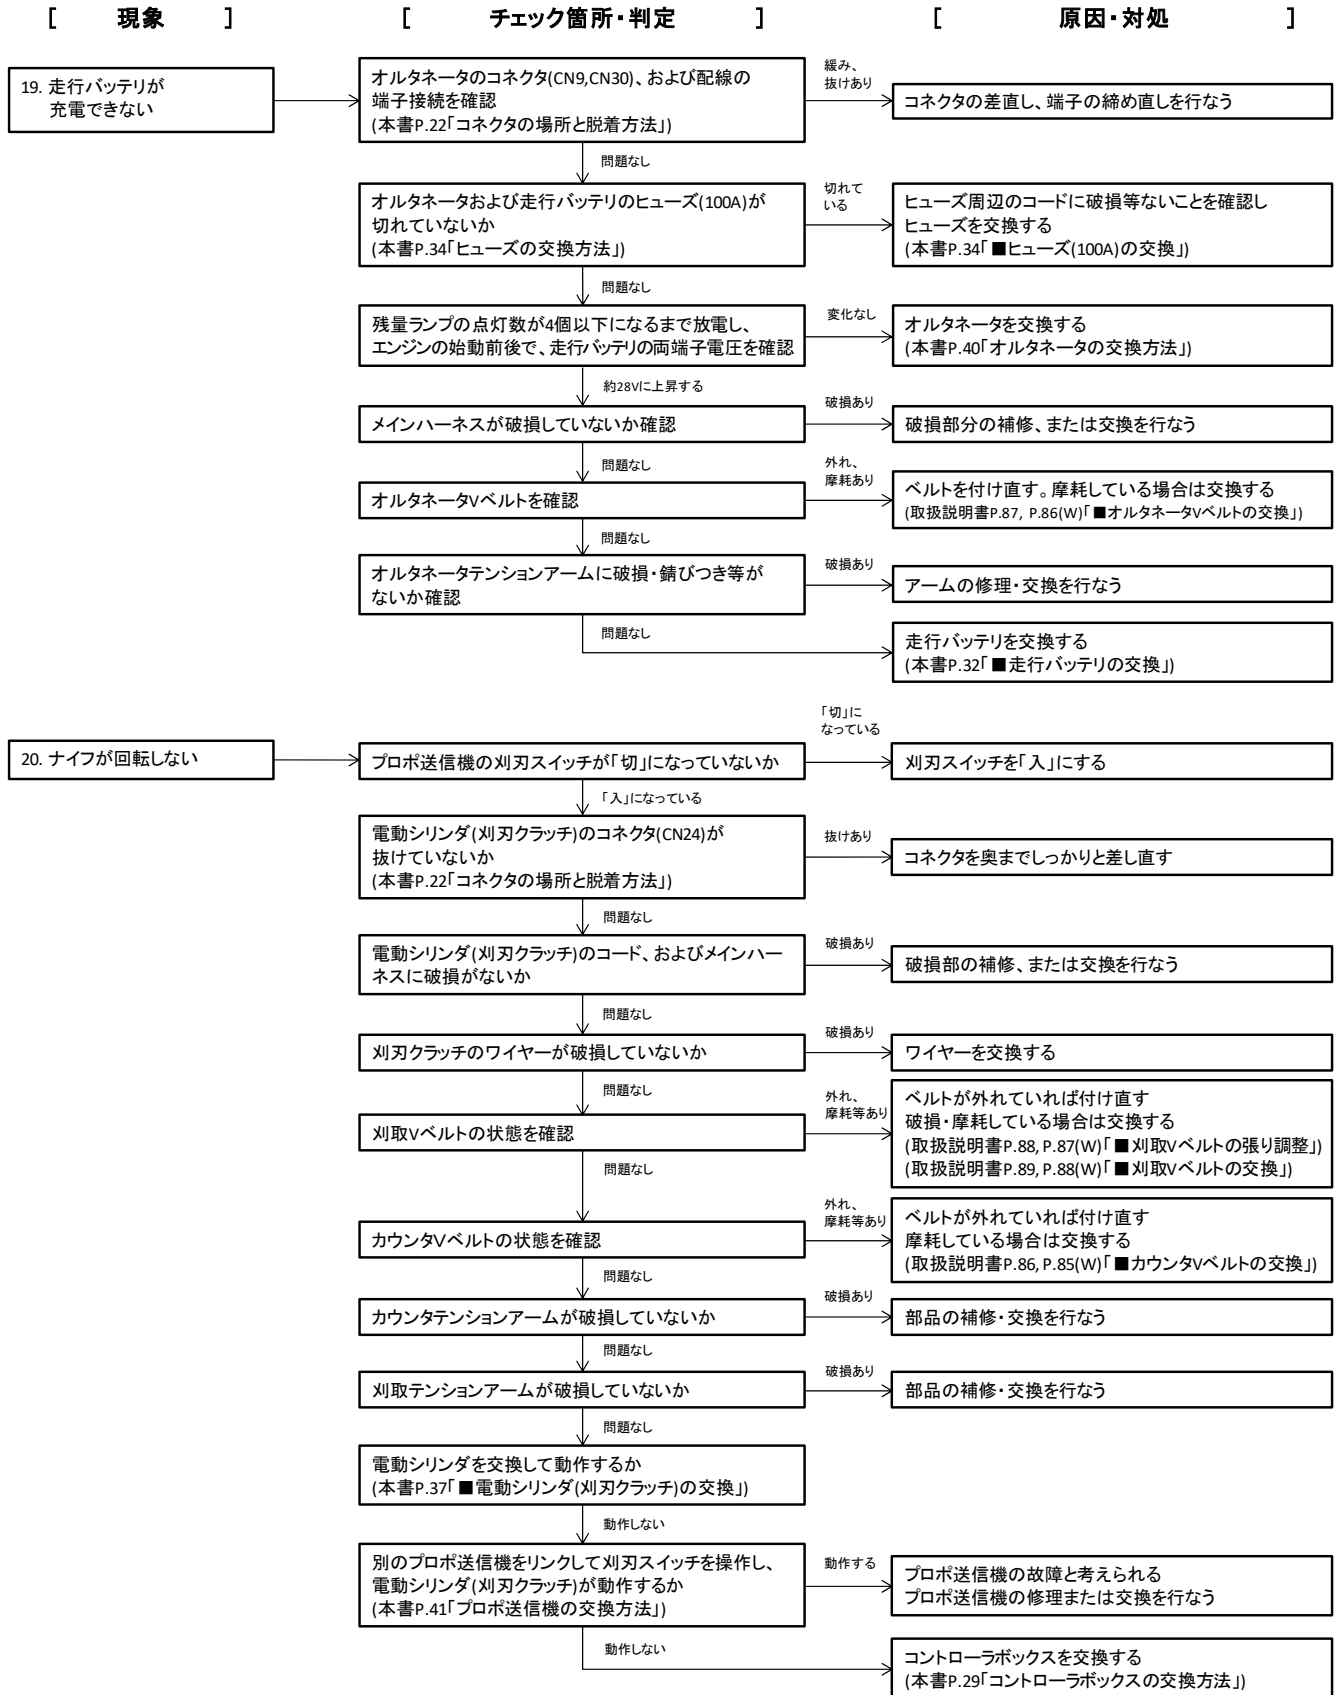 [ 現象 ] [ チェック箇所・判定 ] [ 原因・対処 ]
19. 走行バッテリが
充電できない
オルタネータのコネクタ(CN9,CN30)、および配線の
端子接続を確認
(本書P.22「コネクタの場所と脱着方法」)
緩み、
抜けあり
コネクタの差直し、端子の締め直しを行なう
問題なし
オルタネータおよび走行バッテリのヒューズ(100A)が
切れていないか
(本書P.34「ヒューズの交換方法」)
切れて
いる
ヒューズ周辺のコードに破損等ないことを確認し
ヒューズを交換する
(本書P.34「■ヒューズ(100A)の交換」)
問題なし
残量ランプの点灯数が4個以下になるまで放電し、
エンジンの始動前後で、走行バッテリの両端子電圧を確認
変化なし
オルタネータを交換する
(本書P.40「オルタネータの交換方法」)
約28Vに上昇する
メインハーネスが破損していないか確認
破損あり
破損部分の補修、または交換を行なう
問題なし
オルタネータVベルトを確認
外れ、
摩耗あり
ベルトを付け直す。摩耗している場合は交換する
(取扱説明書P.87, P.86(W)「■オルタネータVベルトの交換」)
問題なし
オルタネータテンションアームに破損・錆びつき等が
ないか確認
破損あり
アームの修理・交換を行なう
問題なし
走行バッテリを交換する
(本書P.32「■走行バッテリの交換」)
20. ナイフが回転しない
プロポ送信機の刈刃スイッチが「切」になっていないか
「切」に
なっている
刈刃スイッチを「入」にする
「入」になっている
電動シリンダ(刈刃クラッチ)のコネクタ(CN24)が
抜けていないか
(本書P.22「コネクタの場所と脱着方法」)
抜けあり
コネクタを奥までしっかりと差し直す
問題なし
電動シリンダ(刈刃クラッチ)のコード、およびメインハー
ネスに破損がないか
破損あり
破損部の補修、または交換を行なう
問題なし
刈刃クラッチのワイヤーが破損していないか
破損あり
ワイヤーを交換する
問題なし
刈取Vベルトの状態を確認
外れ、
摩耗等あり
ベルトが外れていれば付け直す
破損・摩耗している場合は交換する
(取扱説明書P.88, P.87(W)「■刈取Vベルトの張り調整」)
(取扱説明書P.89, P.88(W)「■刈取Vベルトの交換」)
問題なし
カウンタVベルトの状態を確認
外れ、
摩耗等あり
ベルトが外れていれば付け直す
摩耗している場合は交換する
(取扱説明書P.86, P.85(W)「■カウンタVベルトの交換」)
問題なし
カウンタテンションアームが破損していないか
破損あり
部品の補修・交換を行なう
問題なし
刈取テンションアームが破損していないか
破損あり
部品の補修・交換を行なう
問題なし
電動シリンダを交換して動作するか
(本書P.37「■電動シリンダ(刈刃クラッチ)の交換」)
動作しない
別のプロポ送信機をリンクして刈刃スイッチを操作し、
電動シリンダ(刈刃クラッチ)が動作するか
(本書P.41「プロポ送信機の交換方法」)
動作する
プロポ送信機の故障と考えられる
プロポ送信機の修理または交換を行なう
動作しない
コントローラボックスを交換する
(本書P.29「コントローラボックスの交換方法」)